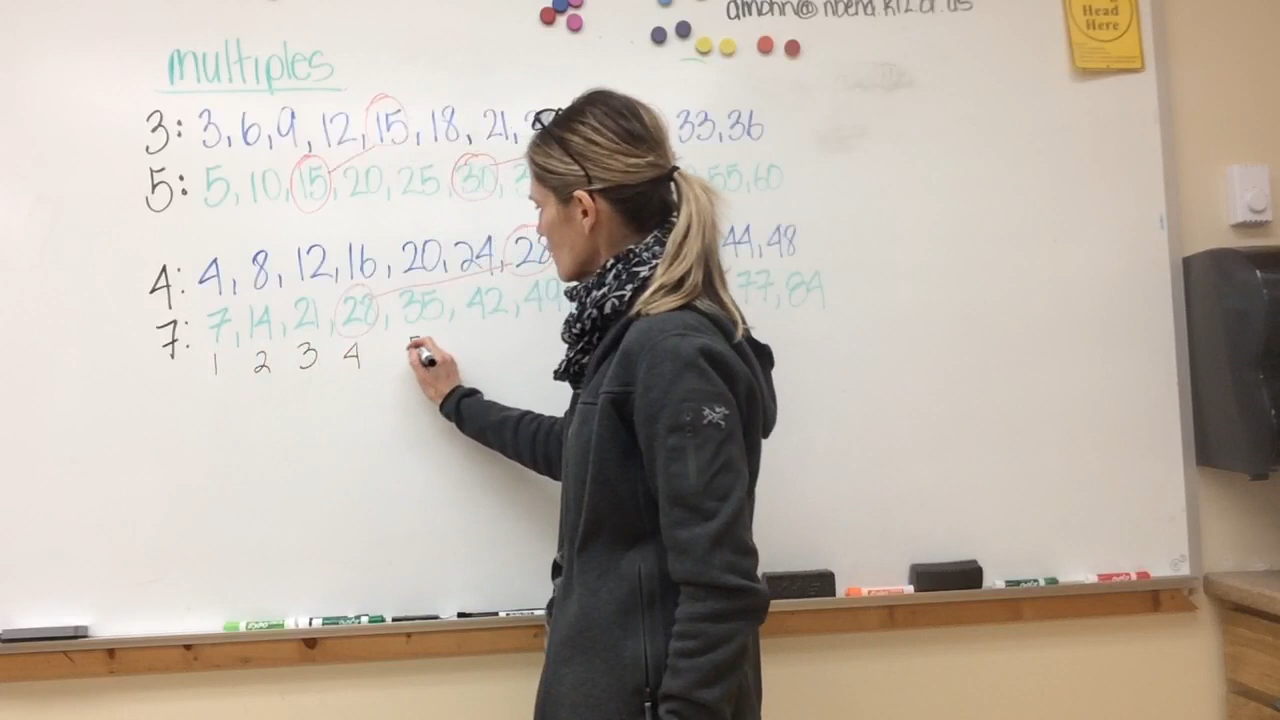 Head
Here
multiples
3: 3, 6, 9, 12, 15, 18, 21, 33, 36
5: 5, 10, 15, 20, 25, 30, 55, 60
4: 4, 8, 12, 16, 20, 24, 28 44, 48
7: 7, 14, 21, 28, 35, 42, 49 77, 84
1 2 3 4